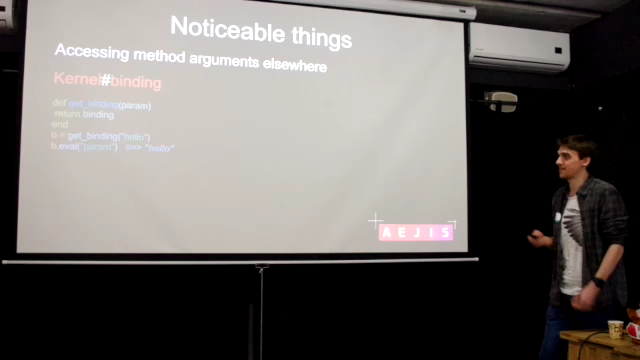 Noticeable things
Accessing method arguments elsewhere
Kernel#binding
def get_binding(param)
return binding
end
b = get_binding("hello")
b.eval("param") #=> "hello"
AEJIS